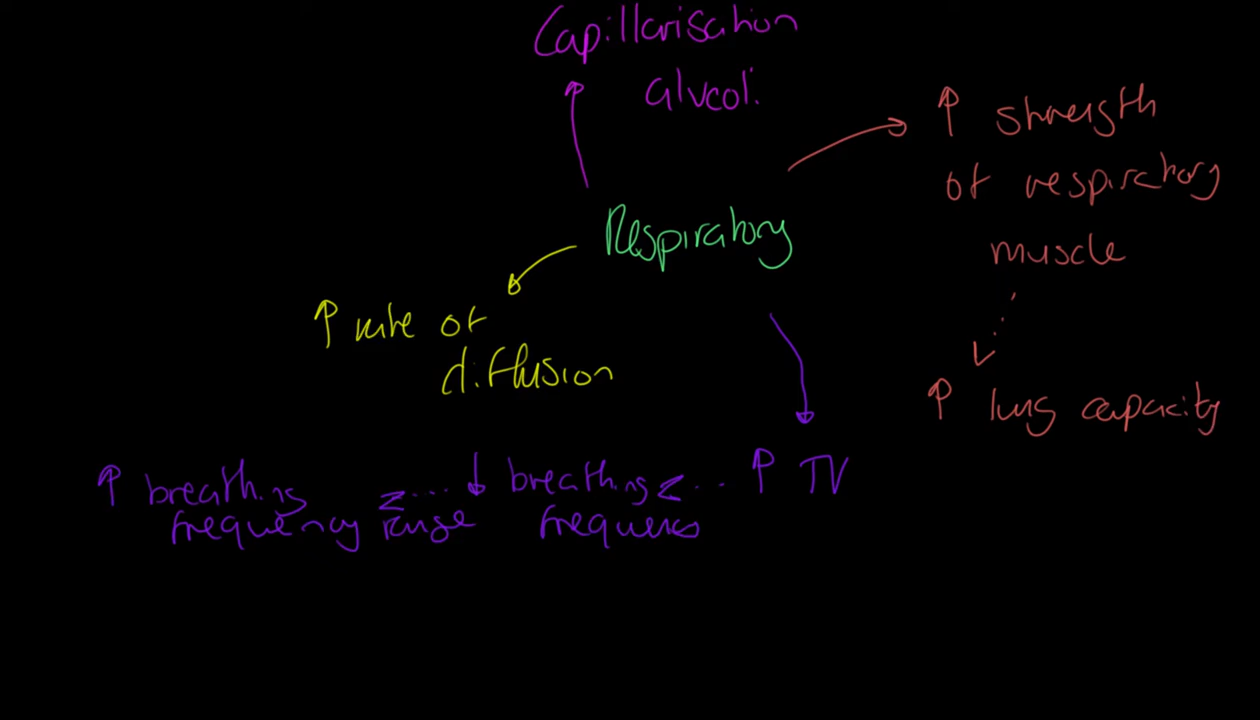 Capillarisation
alveoli
↑ strength
of respiratory
muscle
Respiratory
↑ rate of
diffusion
↑ lung capacity
↑ TV
↓ breathing
frequency
↑ breathing
frequency range